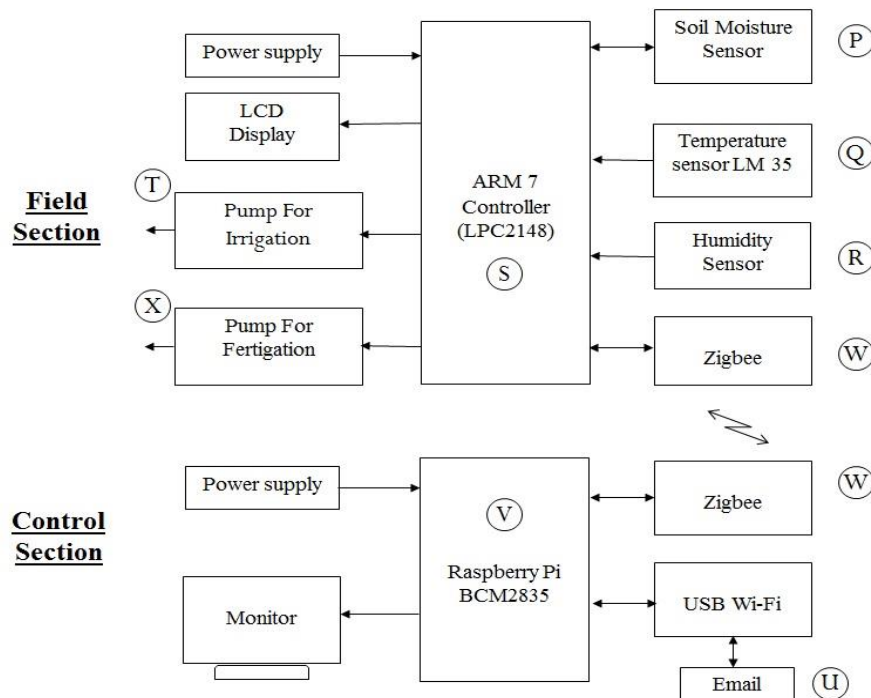 Power supply
LCD
Display
T
Pump For
Irrigation
X
Pump For
Fertigation
Field
Section
ARM 7
Controller
(LPC2148)
S
Soil Moisture
Sensor
P
Temperature
sensor LM 35
Q
Humidity
Sensor
R
Zigbee
W
Control
Section
Power supply
Monitor
V
Raspberry Pi
BCM2835
Zigbee
W
USB Wi-Fi
Email
U